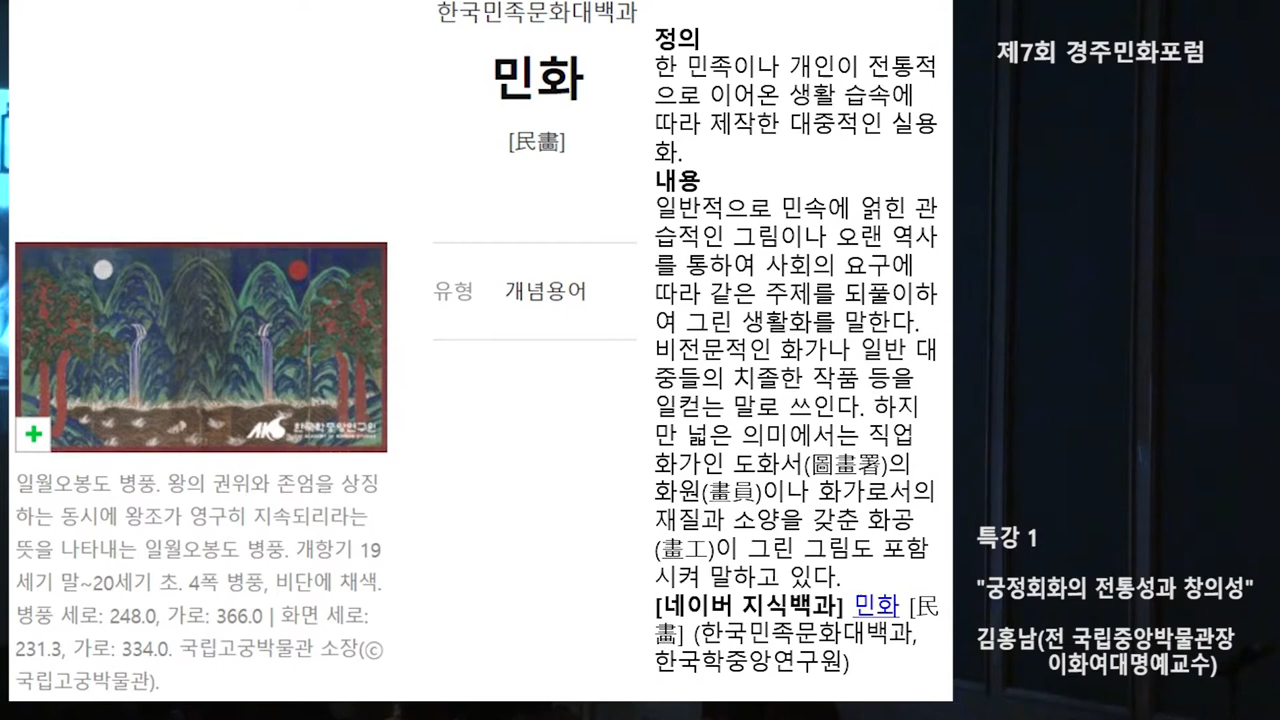 한국민족문화대백과
민화
[民畵]
유형 개념용어
한국학중앙연구원
일월오봉도 병풍. 왕의 권위와 존엄을 상징
하는 동시에 왕조가 영구히 지속되리라는
뜻을 나타내는 일월오봉도 병풍. 개항기 19
세기 말~20세기 초. 4폭 병풍, 비단에 채색.
병풍 세로: 248.0, 가로: 366.0 | 화면 세로:
231.3, 가로: 334.0. 국립고궁박물관 소장(ⓒ
국립고궁박물관).
정의
한 민족이나 개인이 전통적
으로 이어온 생활 습속에
따라 제작한 대중적인 실용
화.
내용
일반적으로 민속에 얽힌 관
습적인 그림이나 오랜 역사
를 통하여 사회의 요구에
따라 같은 주제를 되풀이하
여 그린 생활화를 말한다.
비전문적인 화가나 일반 대
중들의 치졸한 작품 등을
일컫는 말로 쓰인다. 하지
만 넓은 의미에서는 직업
화가인 도화서(圖畫署)의
화원(畫員)이나 화가로서의
재질과 소양을 갖춘 화공
(畫工)이 그린 그림도 포함
시켜 말하고 있다.
[네이버 지식백과] 민화 [民
畵] (한국민족문화대백과,
한국학중앙연구원)
제7회 경주민화포럼
특강 1
"궁정회화의 전통성과 창의성"
김홍남(전 국립중앙박물관장
이화여대명예교수)